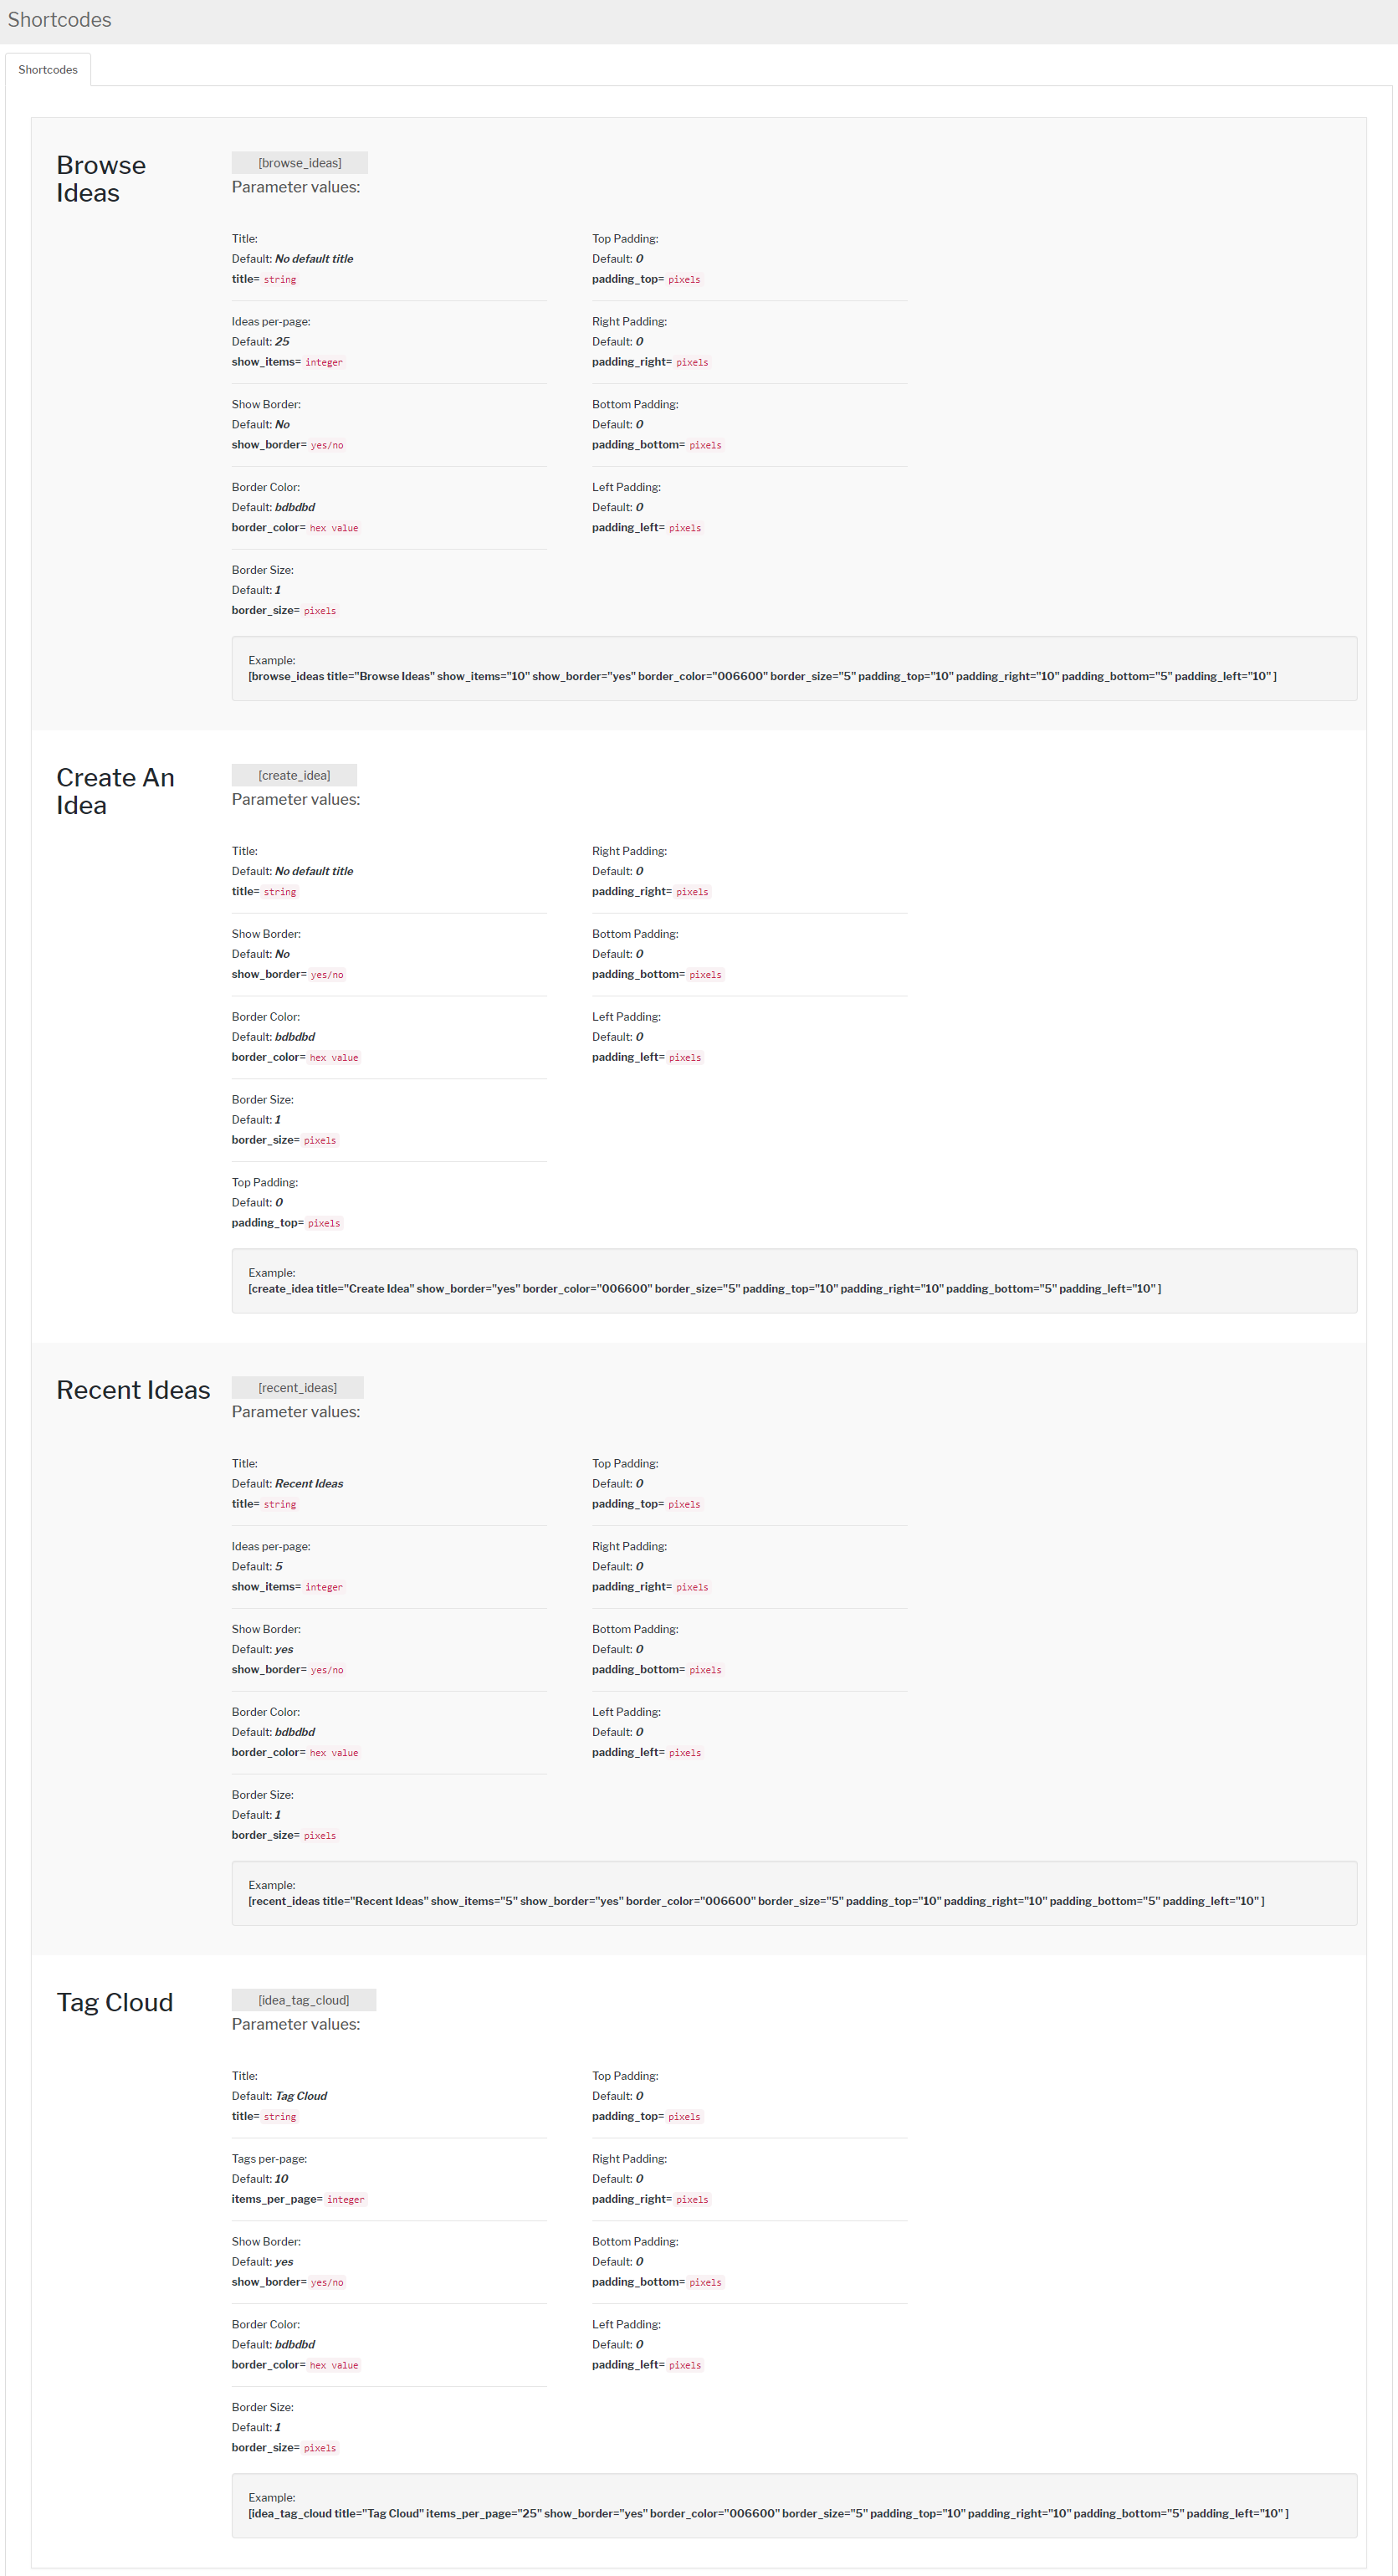 Shortcodes
Shortcodes
Browse
Ideas
[browse_ideas]
Parameter values:
Title:
Default: No default title
title= string
Ideas per-page:
Default: 25
show_items= integer
Show Border:
Default: No
show_border= yes/no
Border Color:
Default: bdbdbd
border_color= hex value
Border Size:
Default: 1
border_size= pixels
Top Padding:
Default: 0
padding_top= pixels
Right Padding:
Default: 0
padding_right= pixels
Bottom Padding:
Default: 0
padding_bottom= pixels
Left Padding:
Default: 0
padding_left= pixels
Example:
[browse_ideas title="Browse Ideas" show_items="10" show_border="yes" border_color="006600" border_size="5" padding_top="10" padding_right="10" padding_bottom="5" padding_left="10" ]
Create An
Idea
[create_idea]
Parameter values:
Title:
Default: No default title
title= string
Show Border:
Default: No
show_border= yes/no
Border Color:
Default: bdbdbd
border_color= hex value
Border Size:
Default: 1
border_size= pixels
Top Padding:
Default: 0
padding_top= pixels
Right Padding:
Default: 0
padding_right= pixels
Bottom Padding:
Default: 0
padding_bottom= pixels
Left Padding:
Default: 0
padding_left= pixels
Example:
[create_idea title="Create Idea" show_border="yes" border_color="006600" border_size="5" padding_top="10" padding_right="10" padding_bottom="5" padding_left="10" ]
Recent Ideas
[recent_ideas]
Parameter values:
Title:
Default: Recent Ideas
title= string
Ideas per-page:
Default: 5
show_items= integer
Show Border:
Default: yes
show_border= yes/no
Border Color:
Default: bdbdbd
border_color= hex value
Border Size:
Default: 1
border_size= pixels
Top Padding:
Default: 0
padding_top= pixels
Right Padding:
Default: 0
padding_right= pixels
Bottom Padding:
Default: 0
padding_bottom= pixels
Left Padding:
Default: 0
padding_left= pixels
Example:
[recent_ideas title="Recent Ideas" show_items="5" show_border="yes" border_color="006600" border_size="5" padding_top="10" padding_right="10" padding_bottom="5" padding_left="10" ]
Tag Cloud
[idea_tag_cloud]
Parameter values:
Title:
Default: Tag Cloud
title= string
Tags per-page:
Default: 10
items_per_page= integer
Show Border:
Default: yes
show_border= yes/no
Border Color:
Default: bdbdbd
border_color= hex value
Border Size:
Default: 1
border_size= pixels
Top Padding:
Default: 0
padding_top= pixels
Right Padding:
Default: 0
padding_right= pixels
Bottom Padding:
Default: 0
padding_bottom= pixels
Left Padding:
Default: 0
padding_left= pixels
Example:
[idea_tag_cloud title="Tag Cloud" items_per_page="25" show_border="yes" border_color="006600" border_size="5" padding_top="10" padding_right="10" padding_bottom="5" padding_left="10" ]